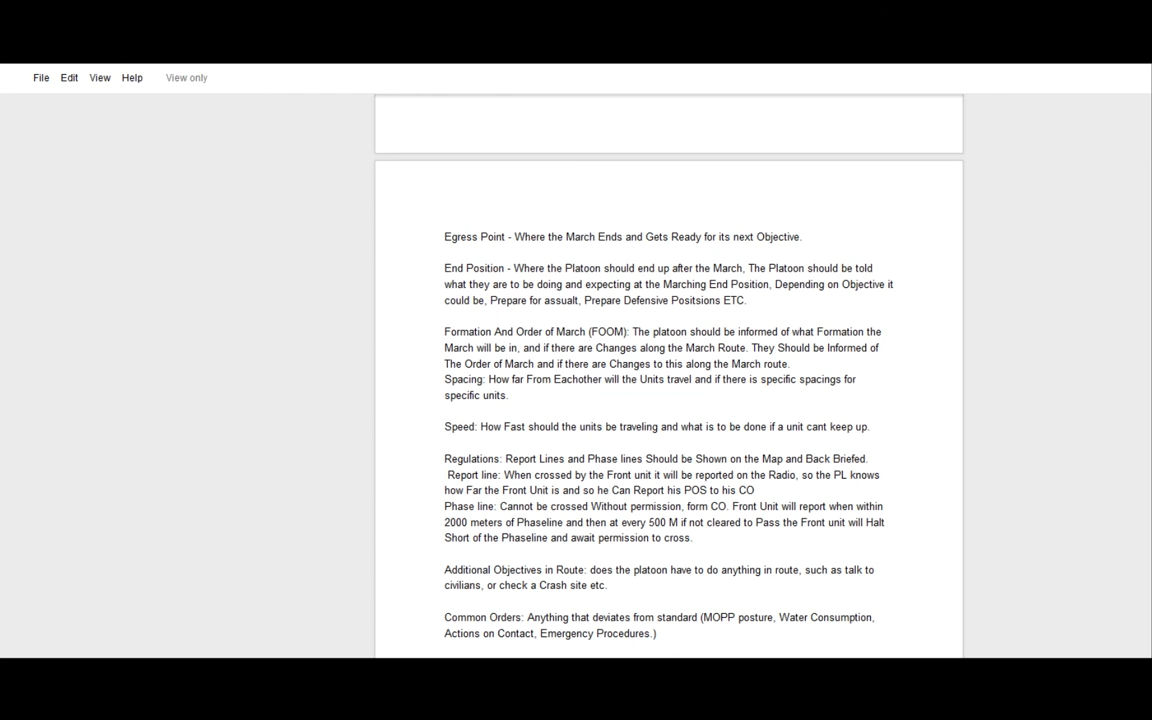 File Edit View Help View only
Egress Point - Where the March Ends and Gets Ready for its next Objective.
End Position - Where the Platoon should end up after the March, The Platoon should be told
what they are to be doing and expecting at the Marching End Position, Depending on Objective it
could be, Prepare for assualt, Prepare Defensive Positsions ETC.
Formation And Order of March (FOOM): The platoon should be informed of what Formation the
March will be in, and if there are Changes along the March Route. They Should be Informed of
The Order of March and if there are Changes to this along the March route.
Spacing: How far From Eachother will the Units travel and if there is specific spacings for
specific units.
Speed: How Fast should the units be traveling and what is to be done if a unit cant keep up.
Regulations: Report Lines and Phase lines Should be Shown on the Map and Back Briefed.
Report line: When crossed by the Front unit it will be reported on the Radio, so the PL knows
how Far the Front Unit is and so he Can Report his POS to his CO
Phase line: Cannot be crossed Without permission, form CO. Front Unit will report when within
2000 meters of Phaseline and then at every 500 M if not cleared to Pass the Front unit will Halt
Short of the Phaseline and await permission to cross.
Additional Objectives in Route: does the platoon have to do anything in route, such as talk to
civilians, or check a Crash site etc.
Common Orders: Anything that deviates from standard (MOPP posture, Water Consumption,
Actions on Contact, Emergency Procedures.)